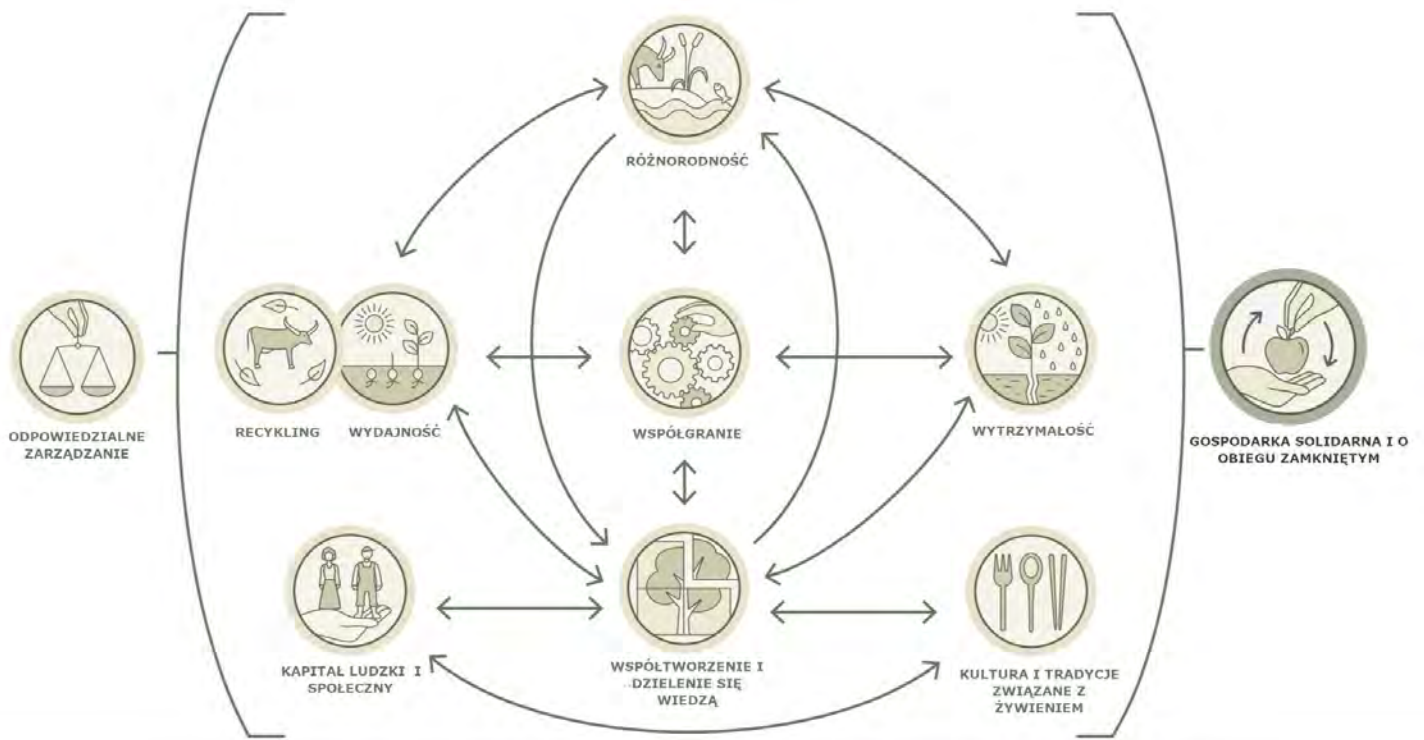 RÓŻNORODNOŚĆ
ODPOWIEDZIALNE
ZARZĄDZANIE
RECYKLING
WYDAJNOŚĆ
WSPÓŁGRANIE
WYTRZYMAŁOŚĆ
GOSPODARKA SOLIDARNA I O
OBIEGU ZAMKNIĘTYM
KAPITAŁ LUDZKI I
SPOŁECZNY
WSPÓŁTWORZENIE I
DZIELENIE SIĘ
WIEDZĄ
KULTURA I TRADYCJE
ZWIĄZANE Z
ŻYWIENIEM